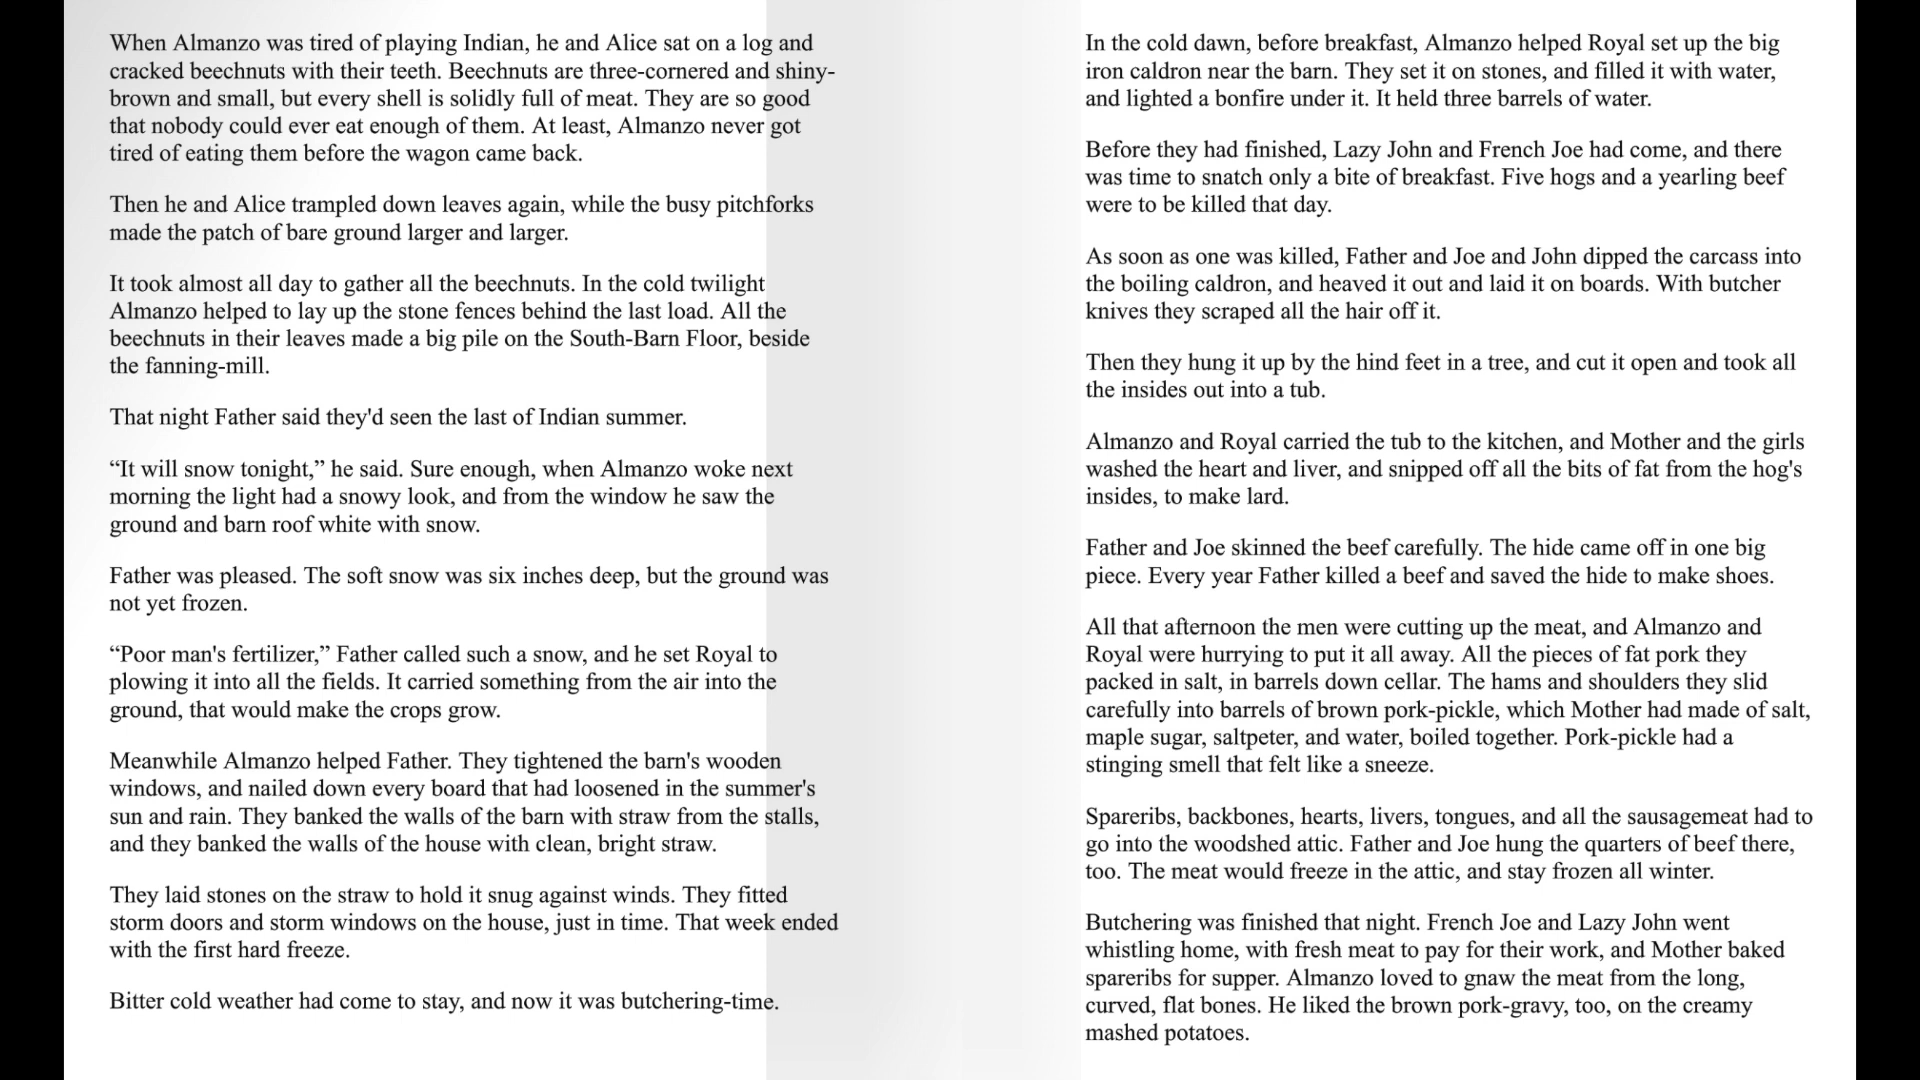 When Almanzo was tired of playing Indian, he and Alice sat on a log and
cracked beechnuts with their teeth. Beechnuts are three-cornered and shiny-
brown and small, but every shell is solidly full of meat. They are so good
that nobody could ever eat enough of them. At least, Almanzo never got
tired of eating them before the wagon came back.
Then he and Alice trampled down leaves again, while the busy pitchforks
made the patch of bare ground larger and larger.
It took almost all day to gather all the beechnuts. In the cold twilight
Almanzo helped to lay up the stone fences behind the last load. All the
beechnuts in their leaves made a big pile on the South-Barn Floor, beside
the fanning-mill.
That night Father said they'd seen the last of Indian summer.
“It will snow tonight,” he said. Sure enough, when Almanzo woke next
morning the light had a snowy look, and from the window he saw the
ground and barn roof white with snow.
Father was pleased. The soft snow was six inches deep, but the ground was
not yet frozen.
“Poor man's fertilizer,” Father called such a snow, and he set Royal to
plowing it into all the fields. It carried something from the air into the
ground, that would make the crops grow.
Meanwhile Almanzo helped Father. They tightened the barn's wooden
windows, and nailed down every board that had loosened in the summer's
sun and rain. They banked the walls of the barn with straw from the stalls,
and they banked the walls of the house with clean, bright straw.
They laid stones on the straw to hold it snug against winds. They fitted
storm doors and storm windows on the house, just in time. That week ended
with the first hard freeze.
Bitter cold weather had come to stay, and now it was butchering-time.
In the cold dawn, before breakfast, Almanzo helped Royal set up the big
iron caldron near the barn. They set it on stones, and filled it with water,
and lighted a bonfire under it. It held three barrels of water.
Before they had finished, Lazy John and French Joe had come, and there
was time to snatch only a bite of breakfast. Five hogs and a yearling beef
were to be killed that day.
As soon as one was killed, Father and Joe and John dipped the carcass into
the boiling caldron, and heaved it out and laid it on boards. With butcher
knives they scraped all the hair off it.
Then they hung it up by the hind feet in a tree, and cut it open and took all
the insides out into a tub.
Almanzo and Royal carried the tub to the kitchen, and Mother and the girls
washed the heart and liver, and snipped off all the bits of fat from the hog's
insides, to make lard.
Father and Joe skinned the beef carefully. The hide came off in one big
piece. Every year Father killed a beef and saved the hide to make shoes.
All that afternoon the men were cutting up the meat, and Almanzo and
Royal were hurrying to put it all away. All the pieces of fat pork they
packed in salt, in barrels down cellar. The hams and shoulders they slid
carefully into barrels of brown pork-pickle, which Mother had made of salt,
maple sugar, saltpeter, and water, boiled together. Pork-pickle had a
stinging smell that felt like a sneeze.
Spareribs, backbones, hearts, livers, tongues, and all the sausagemeat had to
go into the woodshed attic. Father and Joe hung the quarters of beef there,
too. The meat would freeze in the attic, and stay frozen all winter.
Butchering was finished that night. French Joe and Lazy John went
whistling home, with fresh meat to pay for their work, and Mother baked
spareribs for supper. Almanzo loved to gnaw the meat from the long,
curved, flat bones. He liked the brown pork-gravy, too, on the creamy
mashed potatoes.